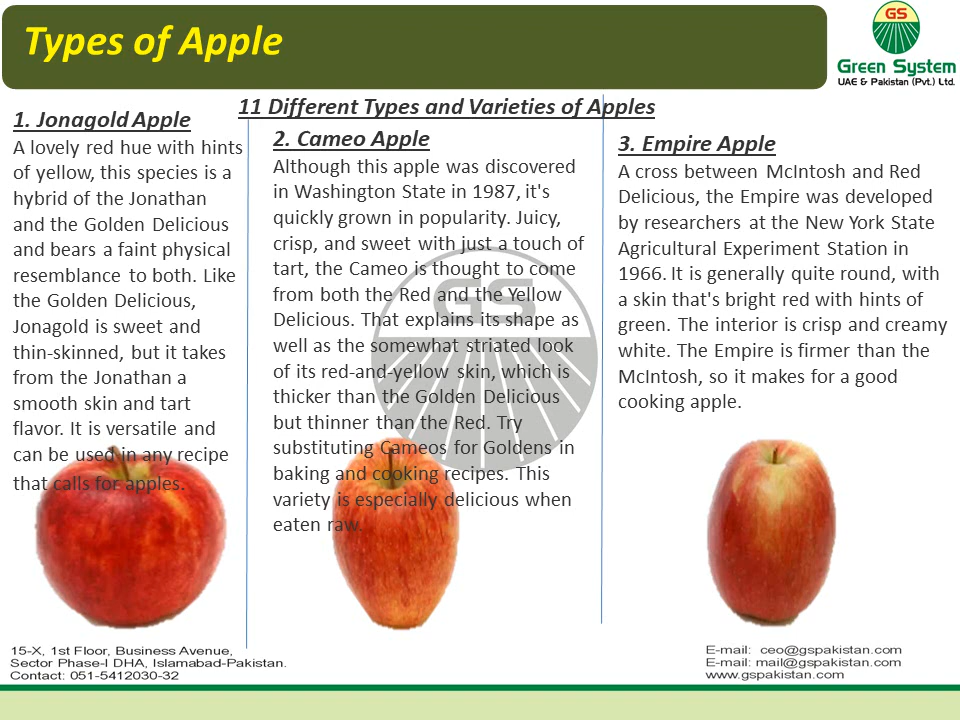 Types of Apple
GS
Green System
UAE & Pakistan (Pvt.) Ltd.
11 Different Types and Varieties of Apples
1. Jonagold Apple
A lovely red hue with hints
of yellow, this species is a
hybrid of the Jonathan
and the Golden Delicious
and bears a faint physical
resemblance to both. Like
the Golden Delicious,
Jonagold is sweet and
thin-skinned, but it takes
from the Jonathan a
smooth skin and tart
flavor. It is versatile and
can be used in any recipe
that calls for apples.
2. Cameo Apple
Although this apple was discovered
in Washington State in 1987, it's
quickly grown in popularity. Juicy,
crisp, and sweet with just a touch of
tart, the Cameo is thought to come
from both the Red and the Yellow
Delicious. That explains its shape as
well as the somewhat striated look
of its red-and-yellow skin, which is
thicker than the Golden Delicious
but thinner than the Red. Try
substituting Cameos for Goldens in
baking and cooking recipes. This
variety is especially delicious when
eaten raw.
GS
3. Empire Apple
A cross between McIntosh and Red
Delicious, the Empire was developed
by researchers at the New York State
Agricultural Experiment Station in
1966. It is generally quite round, with
a skin that's bright red with hints of
green. The interior is crisp and creamy
white. The Empire is firmer than the
McIntosh, so it makes for a good
cooking apple.
15-X, 1st Floor, Business Avenue,
Sector Phase-I DHA, Islamabad-Pakistan.
Contact: 051-5412030-32
E-mail: ceo@gspakistan.com
E-mail: mail@gspakistan.com
www.gspakistan.com